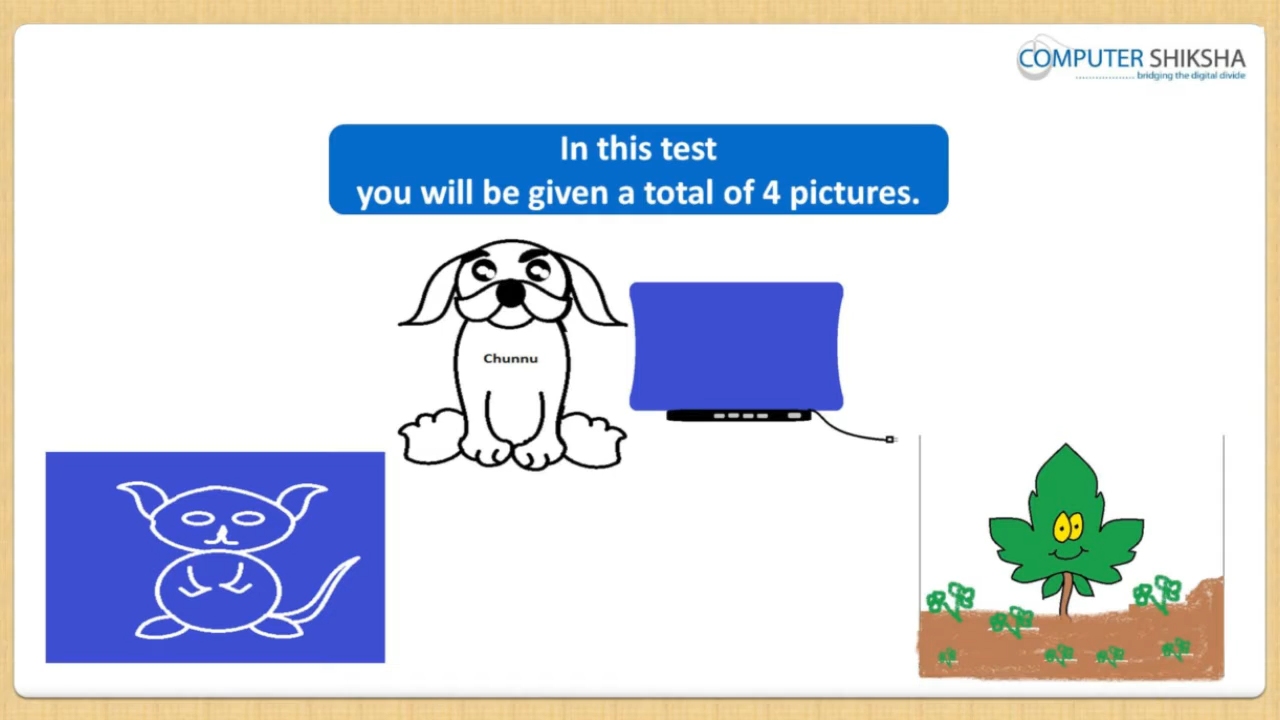 COMPUTER SHIKSHA
bridging the digital divide
In this test
you will be given a total of 4 pictures.
Chunnu